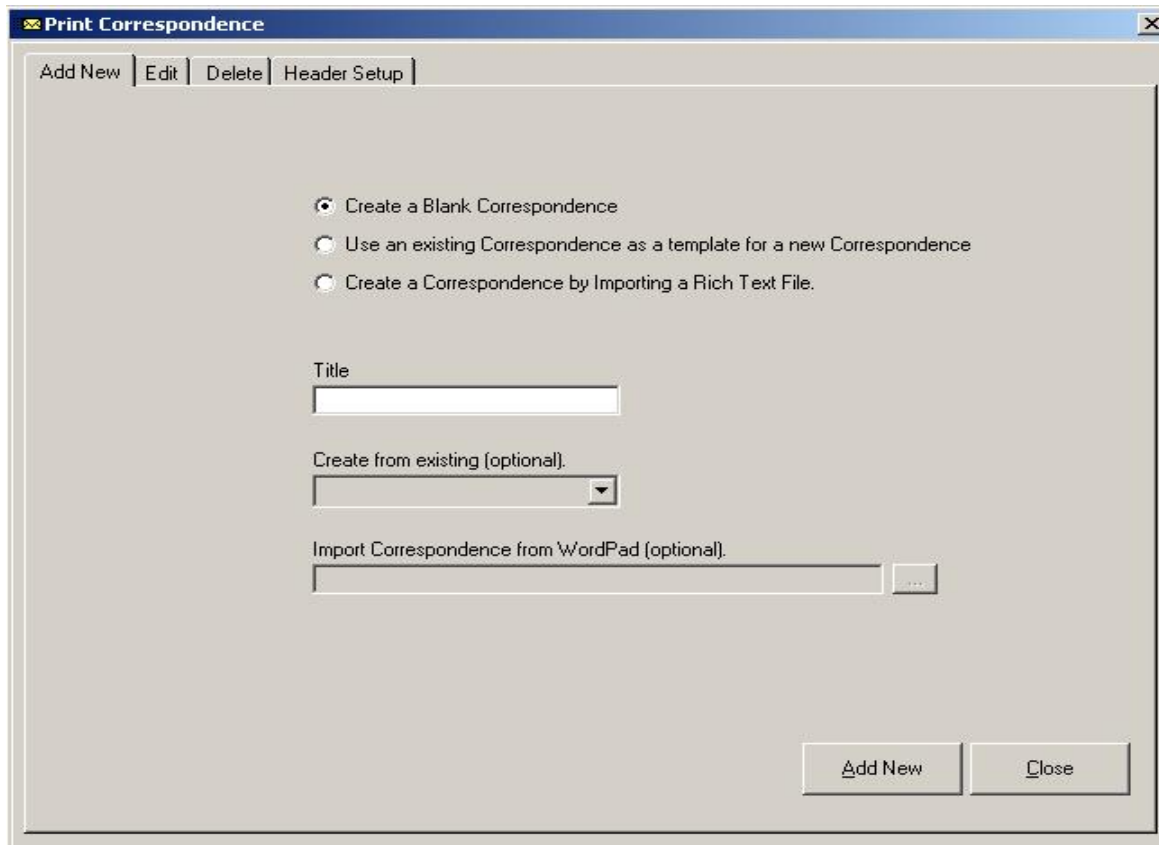 Print Correspondence
Add New Edit Delete Header Setup
Create a Blank Correspondence
Use an existing Correspondence as a template for a new Correspondence
Create a Correspondence by Importing a Rich Text File.
Title
Create from existing (optional).
Import Correspondence from WordPad (optional).
...
Add New Close